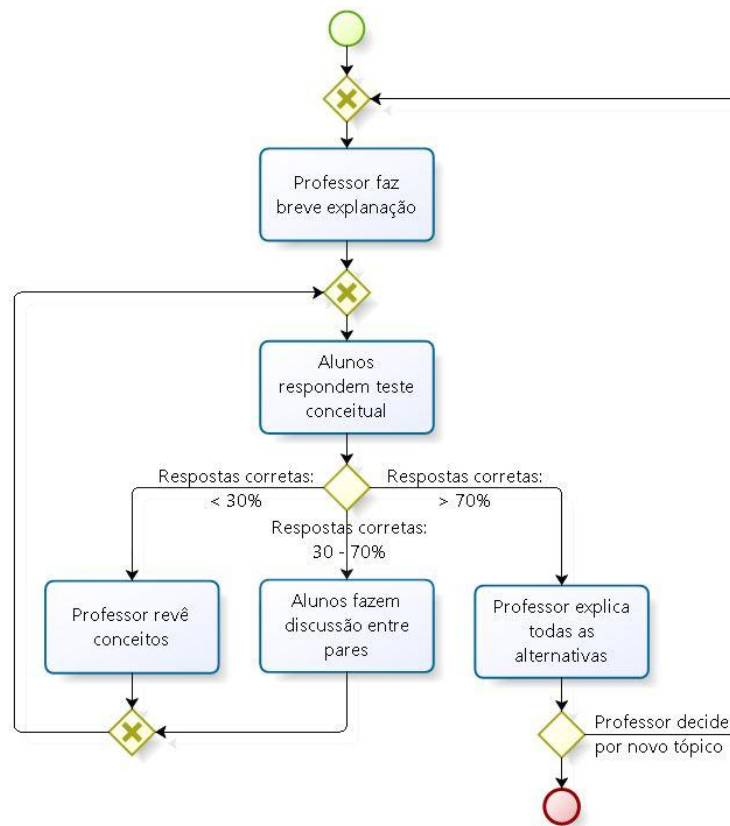 Professor faz
breve explanação
Alunos
respondem teste
conceitual
Respostas corretas:
< 30%
Respostas corretas:
30 - 70%
Respostas corretas:
> 70%
Professor revê
conceitos
Alunos fazem
discussão entre
pares
Professor explica
todas as
alternativas
Professor decide
por novo tópico